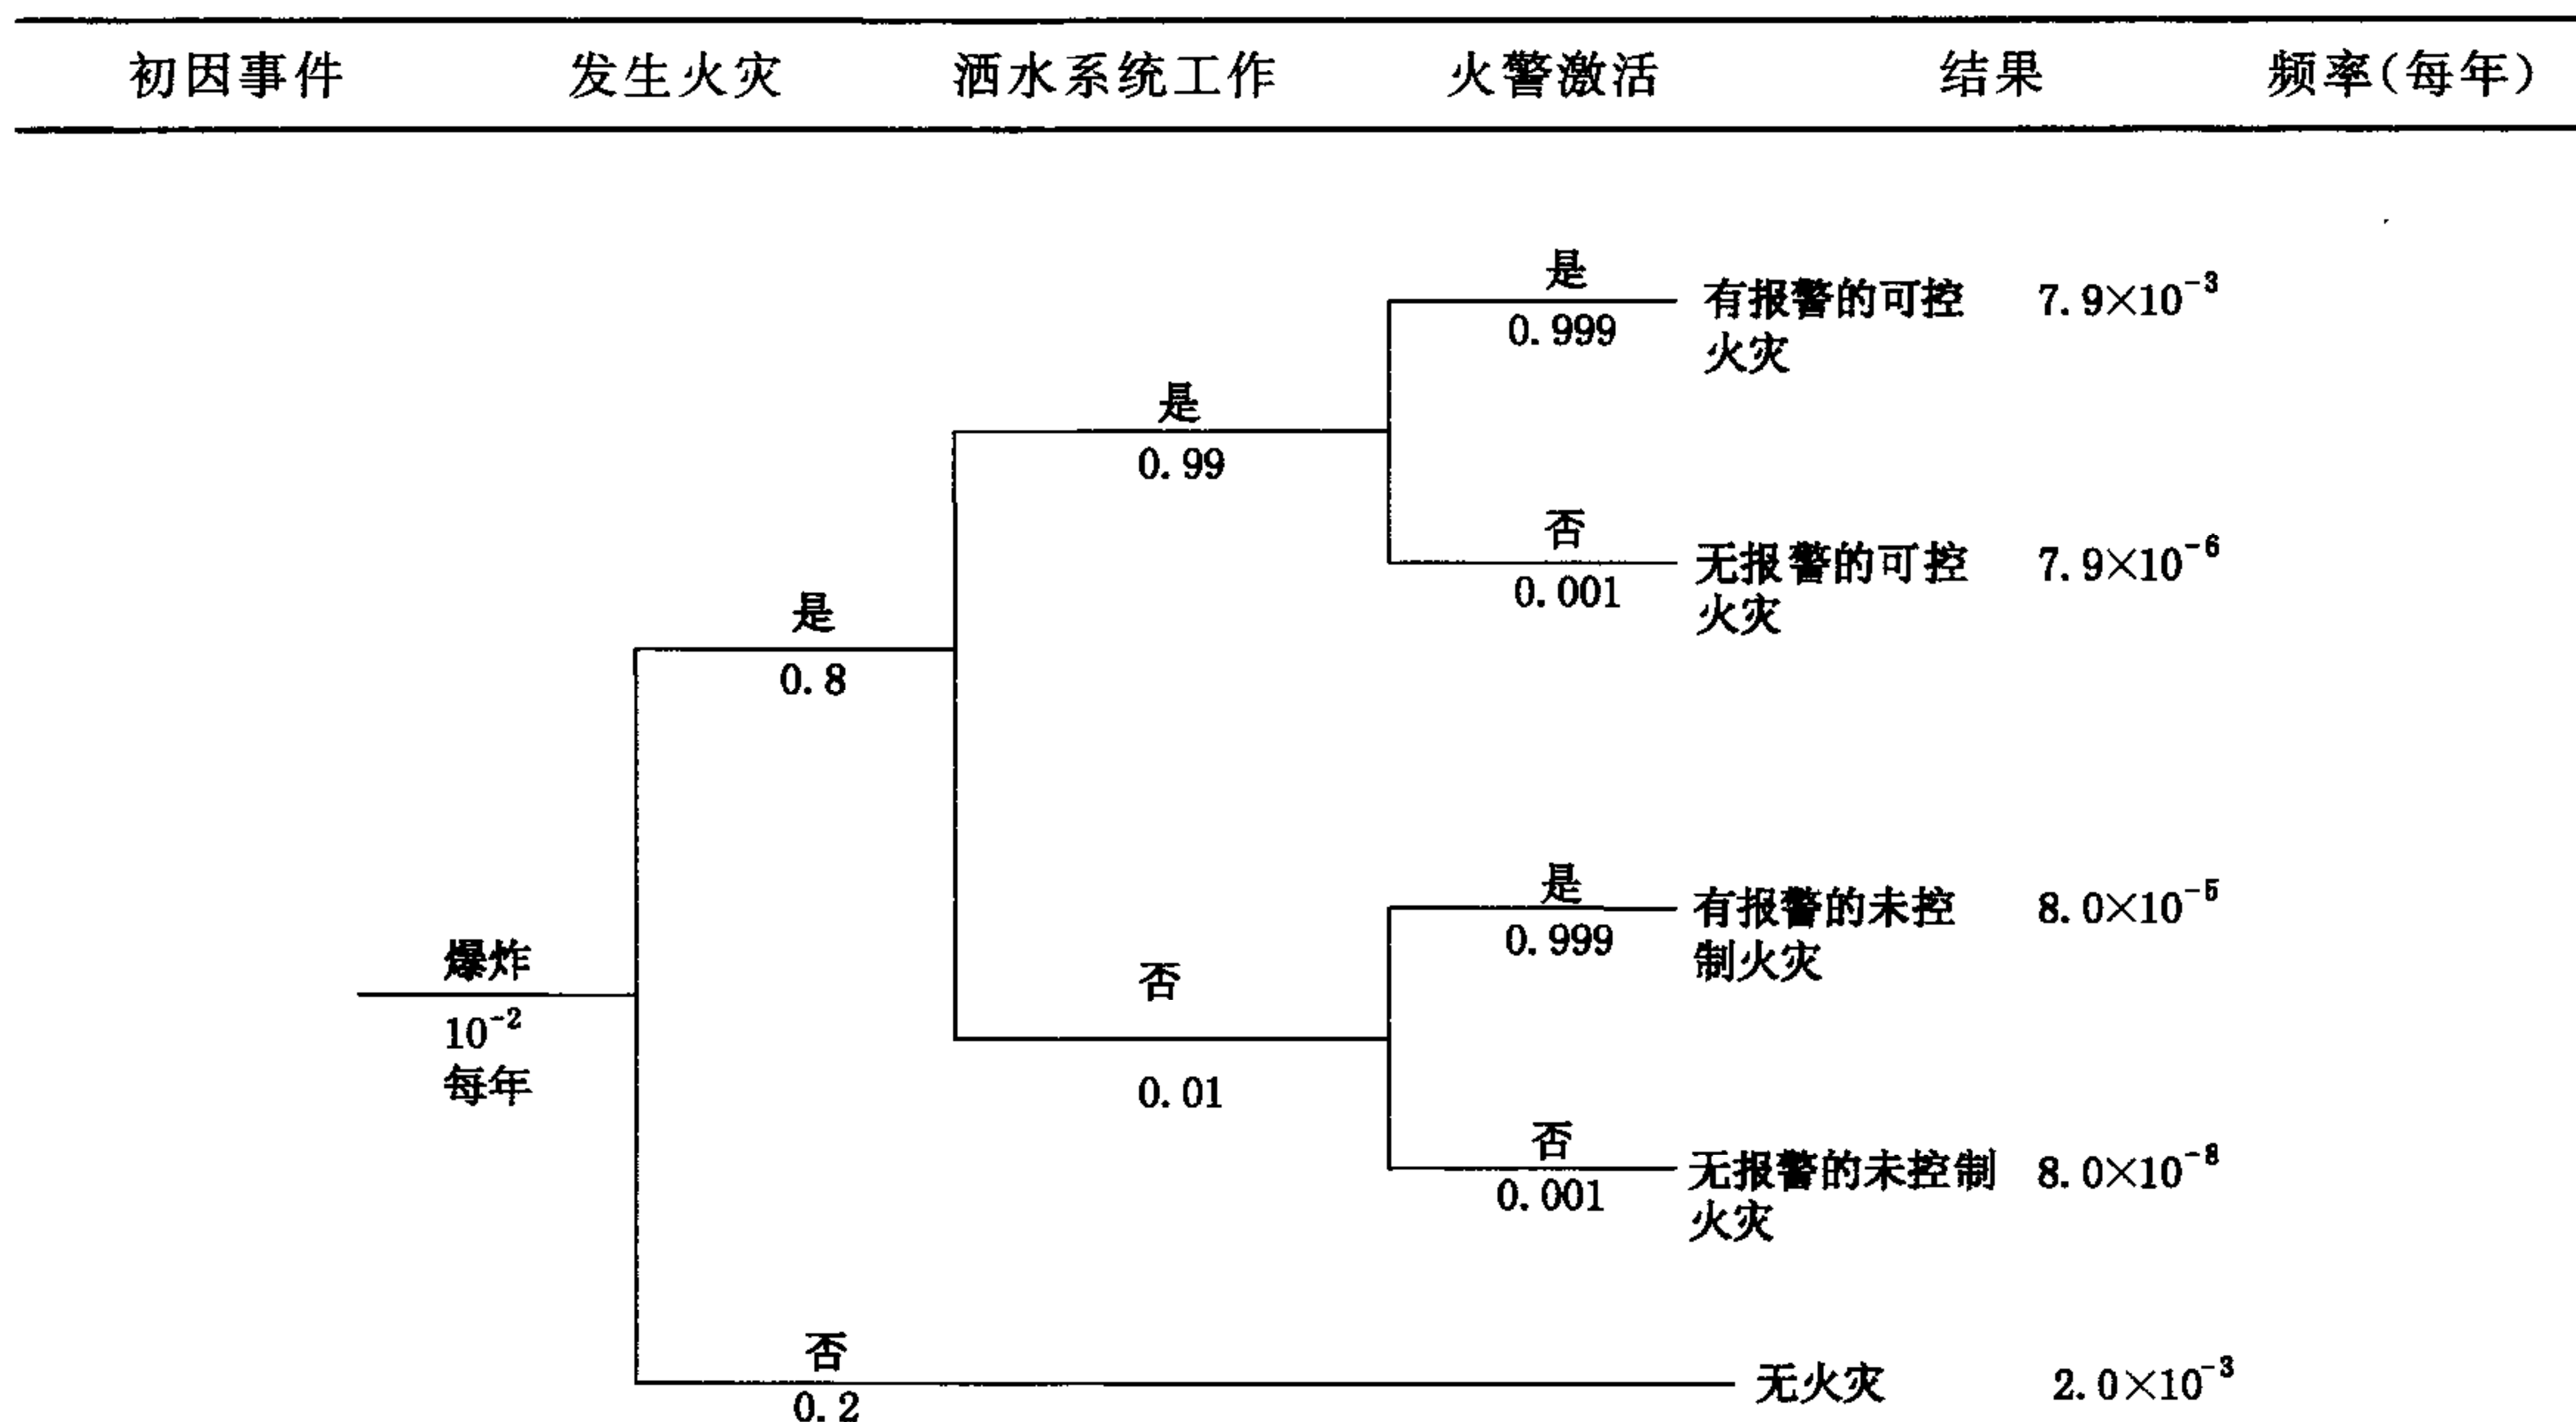 初因事件 发生火灾 洒水系统工作 火警激活 结果 频率(每年)
是
0.999
有报警的可控 7.9×10⁻³
火灾
是
0.99
否
0.001
无报警的可控 7.9×10⁻⁶
火灾
是
0.8
是
0.999
有报警的未控 8.0×10⁻⁵
制火灾
爆炸
10⁻²
每年
否
0.01
否
0.001
无报警的未控制 8.0×10⁻⁸
火灾
否
0.2
无火灾 2.0×10⁻³